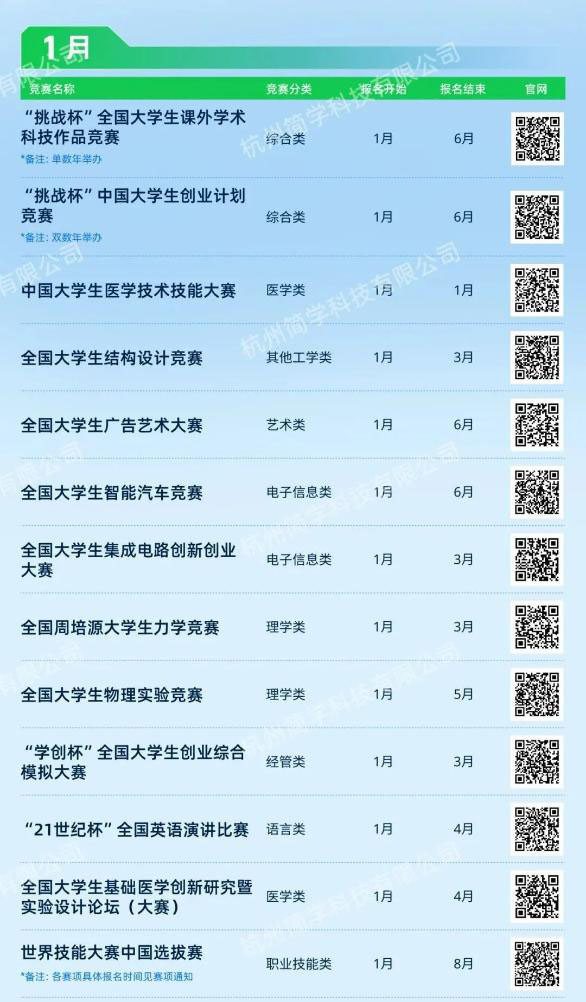 1月
竞赛名称 竞赛分类 报名开始 报名结束 官网
“挑战杯”全国大学生课外学术
科技作品竞赛 综合类 1月 6月
*备注: 单数年举办
“挑战杯”中国大学生创业计划
竞赛 综合类 1月 6月
*备注: 双数年举办
中国大学生医学技术技能大赛 医学类 1月 1月
全国大学生结构设计竞赛 其他工学类 1月 3月
全国大学生广告艺术大赛 艺术类 1月 6月
全国大学生智能汽车竞赛 电子信息类 1月 6月
全国大学生集成电路创新创业
大赛 电子信息类 1月 3月
全国周培源大学生力学竞赛 理学类 1月 3月
全国大学生物理实验竞赛 理学类 1月 5月
“学创杯”全国大学生创业综合
模拟大赛 经管类 1月 3月
“21世纪杯”全国英语演讲比赛 语言类 1月 4月
全国大学生基础医学创新研究暨
实验设计论坛（大赛） 医学类 1月 4月
世界技能大赛中国选拔赛 职业技能类 1月 8月
*备注: 各赛项具体报名时间见赛项通知
杭州简学科技有限公司